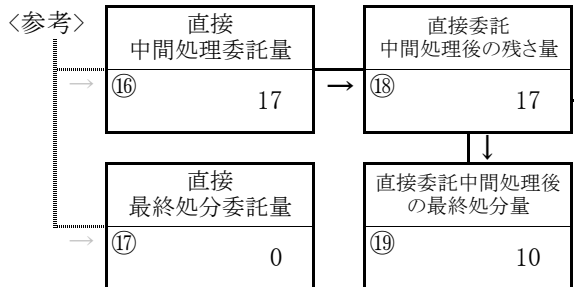 〈参考〉
直接
中間処理委託量
⑯
17
→
→
直接委託
中間処理後の残さ量
⑱
17
↓
直接
最終処分委託量
⑰
0
→
直接委託中間処理後
の最終処分量
⑲
10